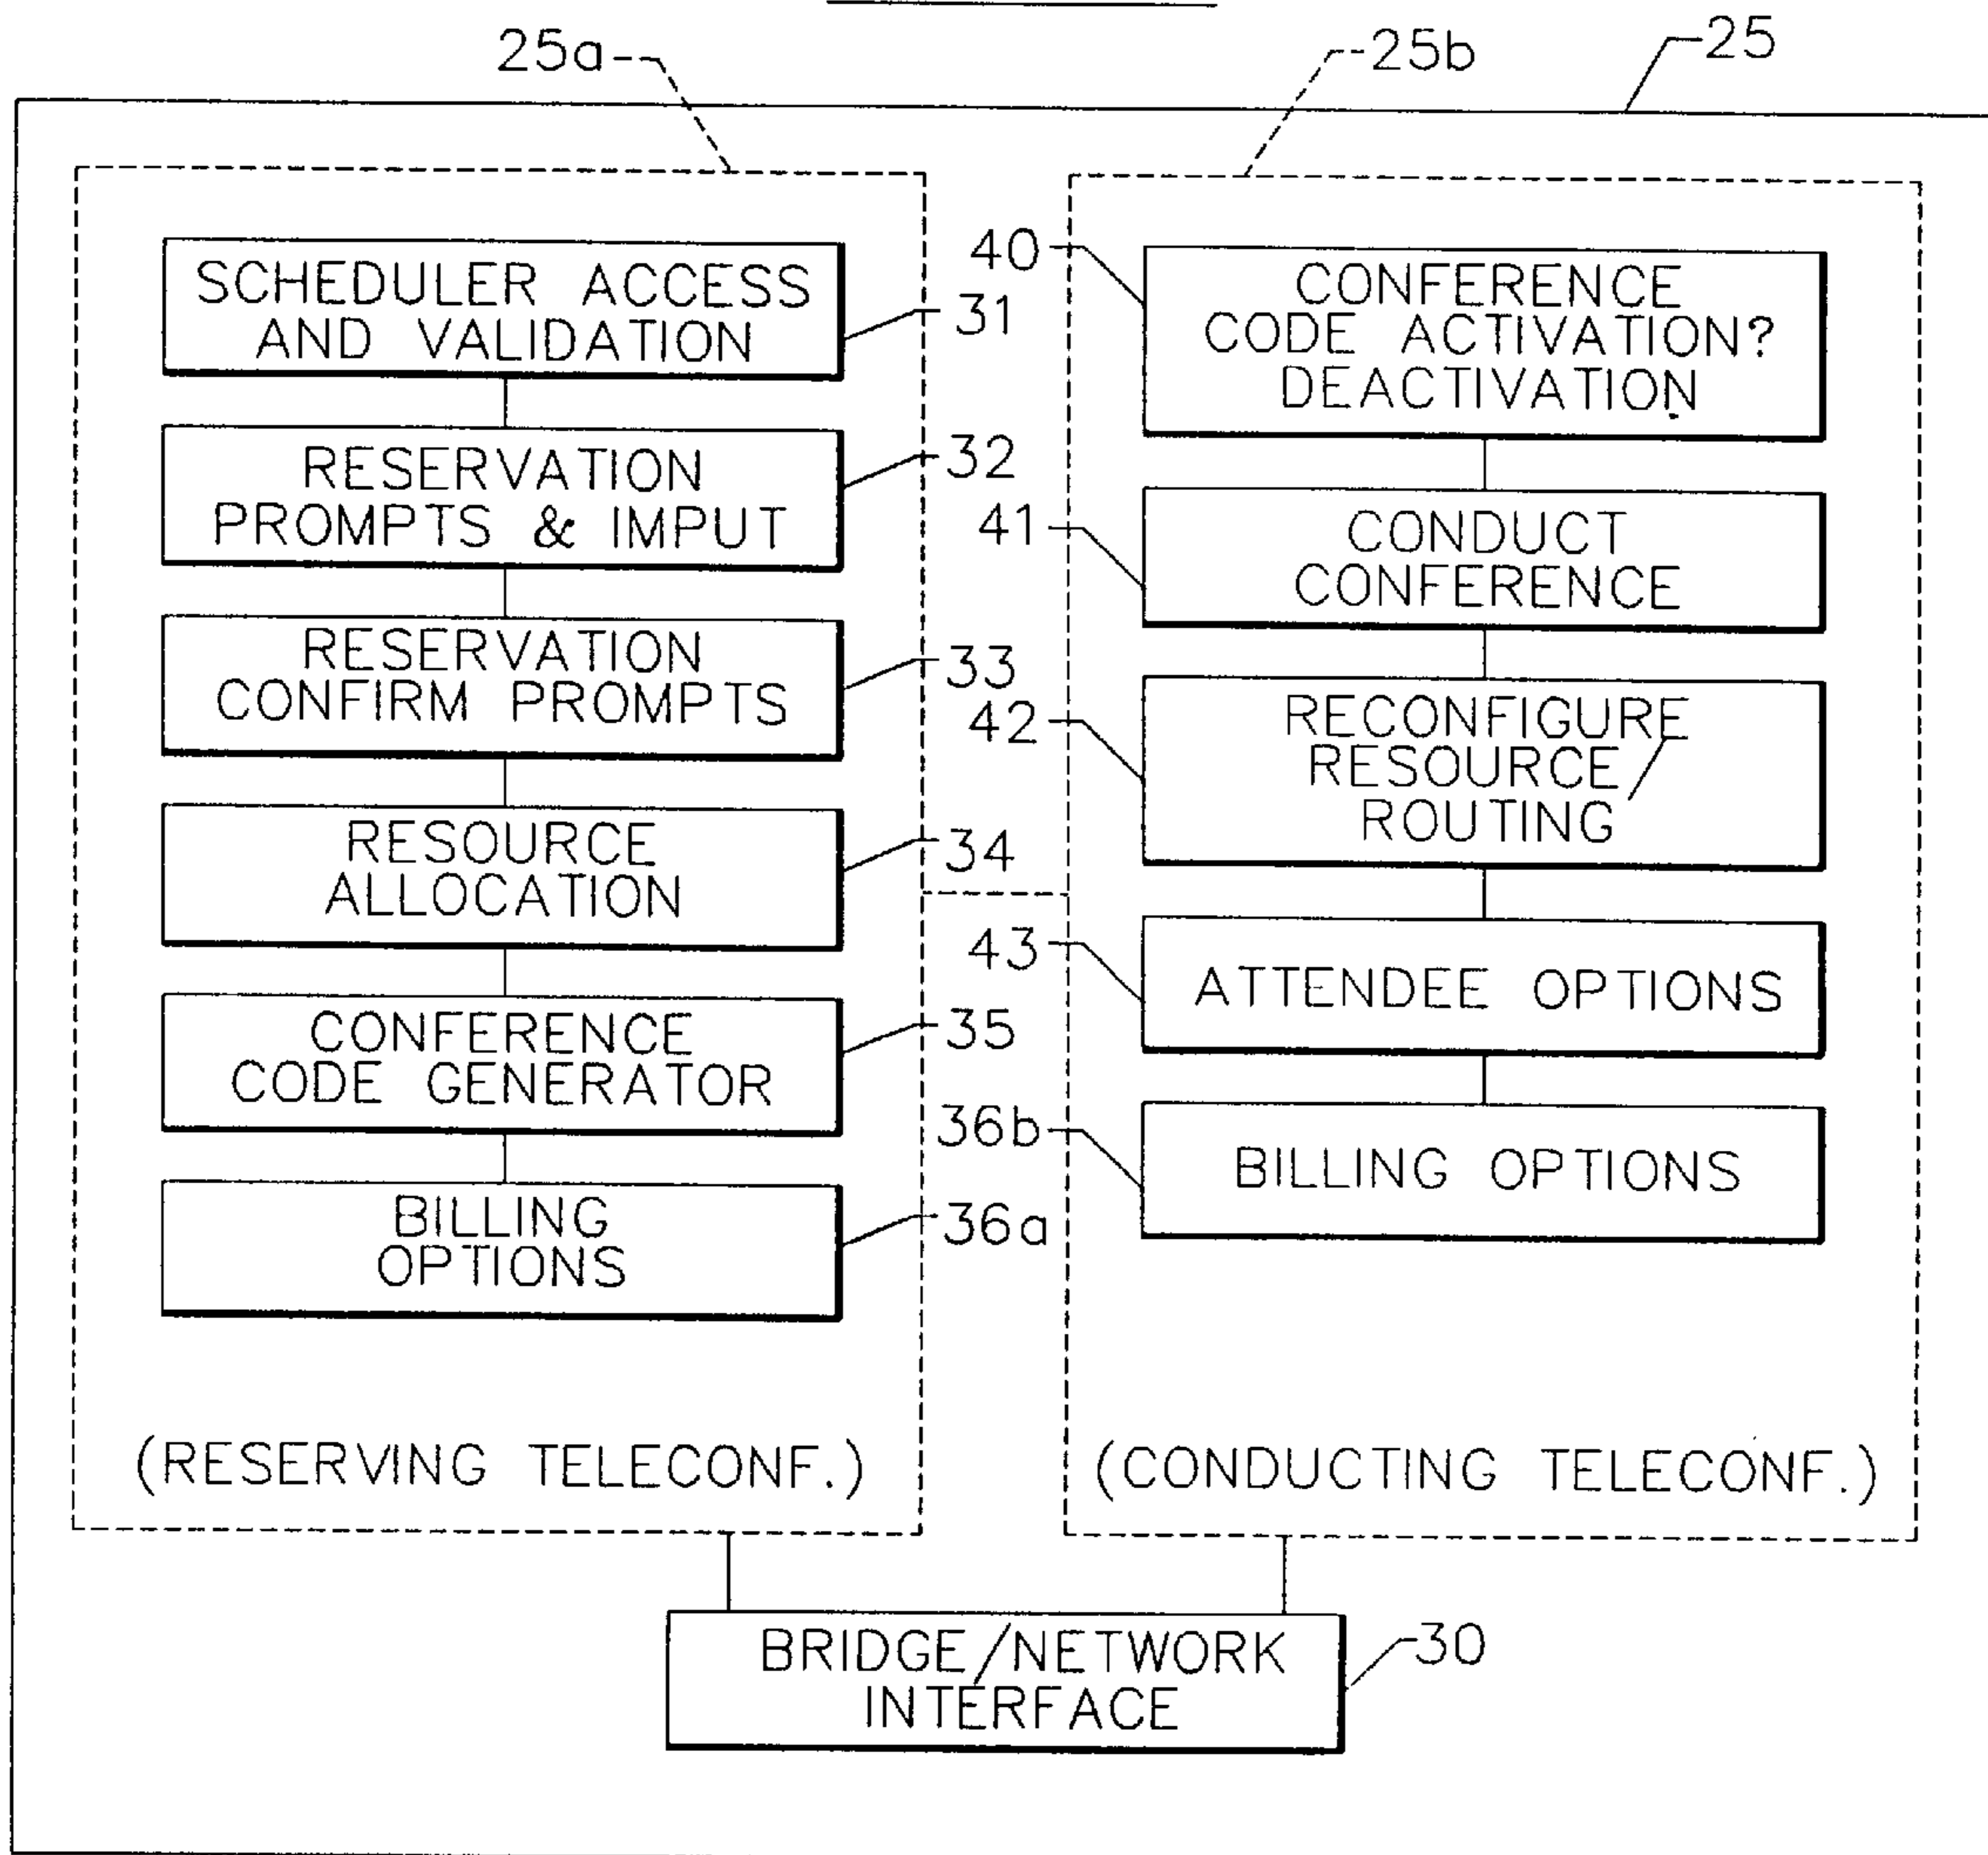 25a
25b
25
SCHEDULER ACCESS
AND VALIDATION
31
RESERVATION
PROMPTS & IMPUT
32
RESERVATION
CONFIRM PROMPTS
33
RESOURCE
ALLOCATION
34
CONFERENCE
CODE GENERATOR
35
BILLING
OPTIONS
36a
(RESERVING TELECONF.)
40
CONFERENCE
CODE ACTIVATION?
DEACTIVATION
41
CONDUCT
CONFERENCE
42
RECONFIGURE
RESOURCE/
ROUTING
43
ATTENDEE OPTIONS
36b
BILLING OPTIONS
(CONDUCTING TELECONF.)
BRIDGE/NETWORK
INTERFACE
30